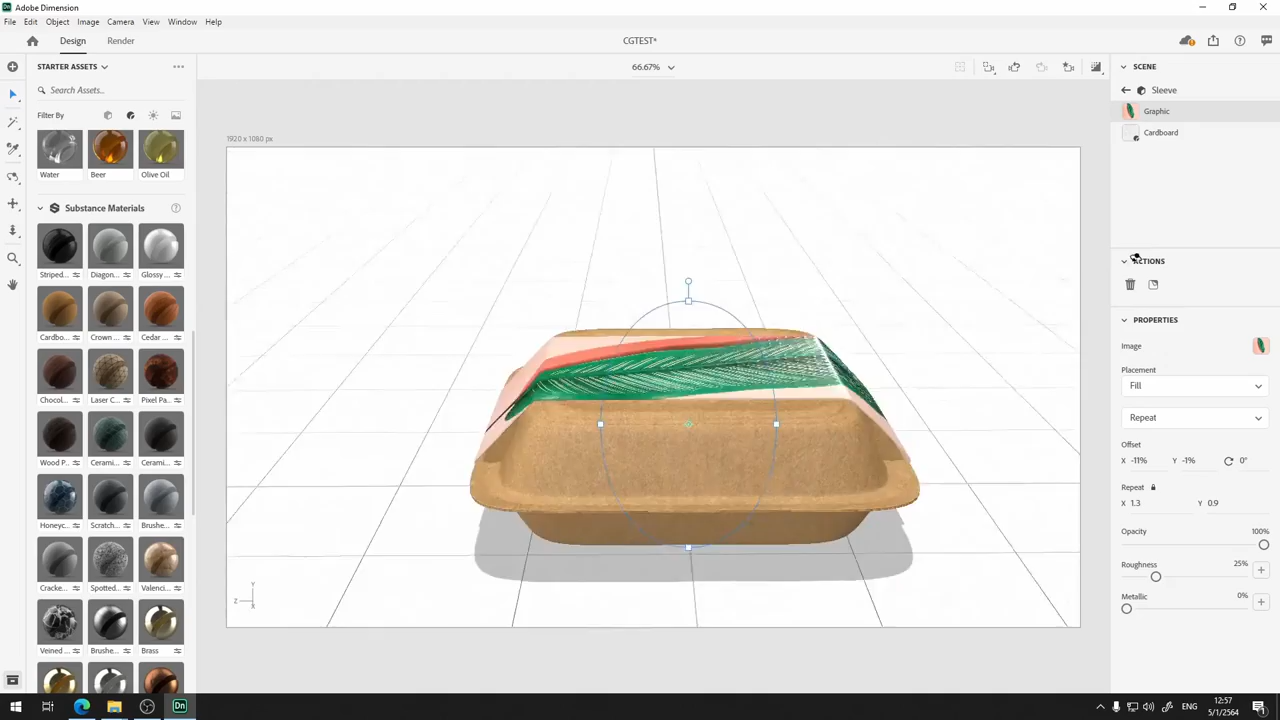 Adobe Dimension
File Edit Object Image Camera View Window Help
Design Render
CGTEST*
STARTER ASSETS
66.67%
SCENE
Search Assets...
Sleeve
Filter By
Graphic
Cardboard
1920 x 1080 px
Water Beer Olive Oil
Substance Materials
Striped... Diagon... Glossy ...
ACTIONS
Cardbo... Crown ... Cedar ...
PROPERTIES
Image
Placement
Fill
Chocol... Laser C... Pixel Pa...
Repeat
Offset
X -11% Y -1% 0°
Wood P... Cerami... Cerami...
Repeat
X 1.3 Y 0.9
Honeyc... Scratch... Brushe...
Opacity 100%
Roughness 25%
Cracke... Spotted... Valenci...
Metallic 0%
Y
Z X
Veined ... Brushe... Brass
Dn
ENG
12:57
5/1/2564